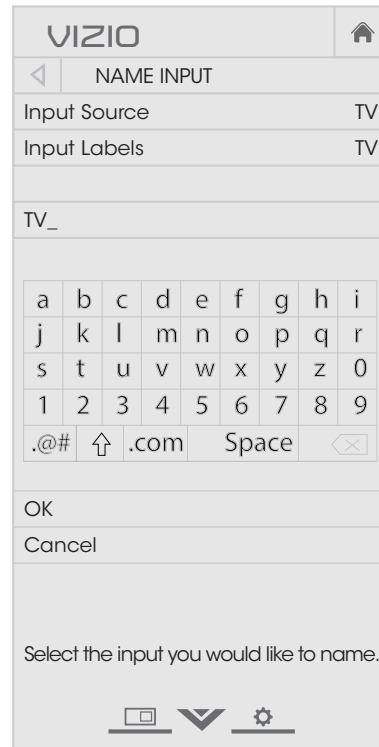 VIZIO
NAME INPUT
Input Source TV
Input Labels TV
TV_
a b c d e f g h i
j k l m n o p q r
s t u v w x y z 0
1 2 3 4 5 6 7 8 9
.@# .com Space
OK
Cancel
Select the input you would like to name.